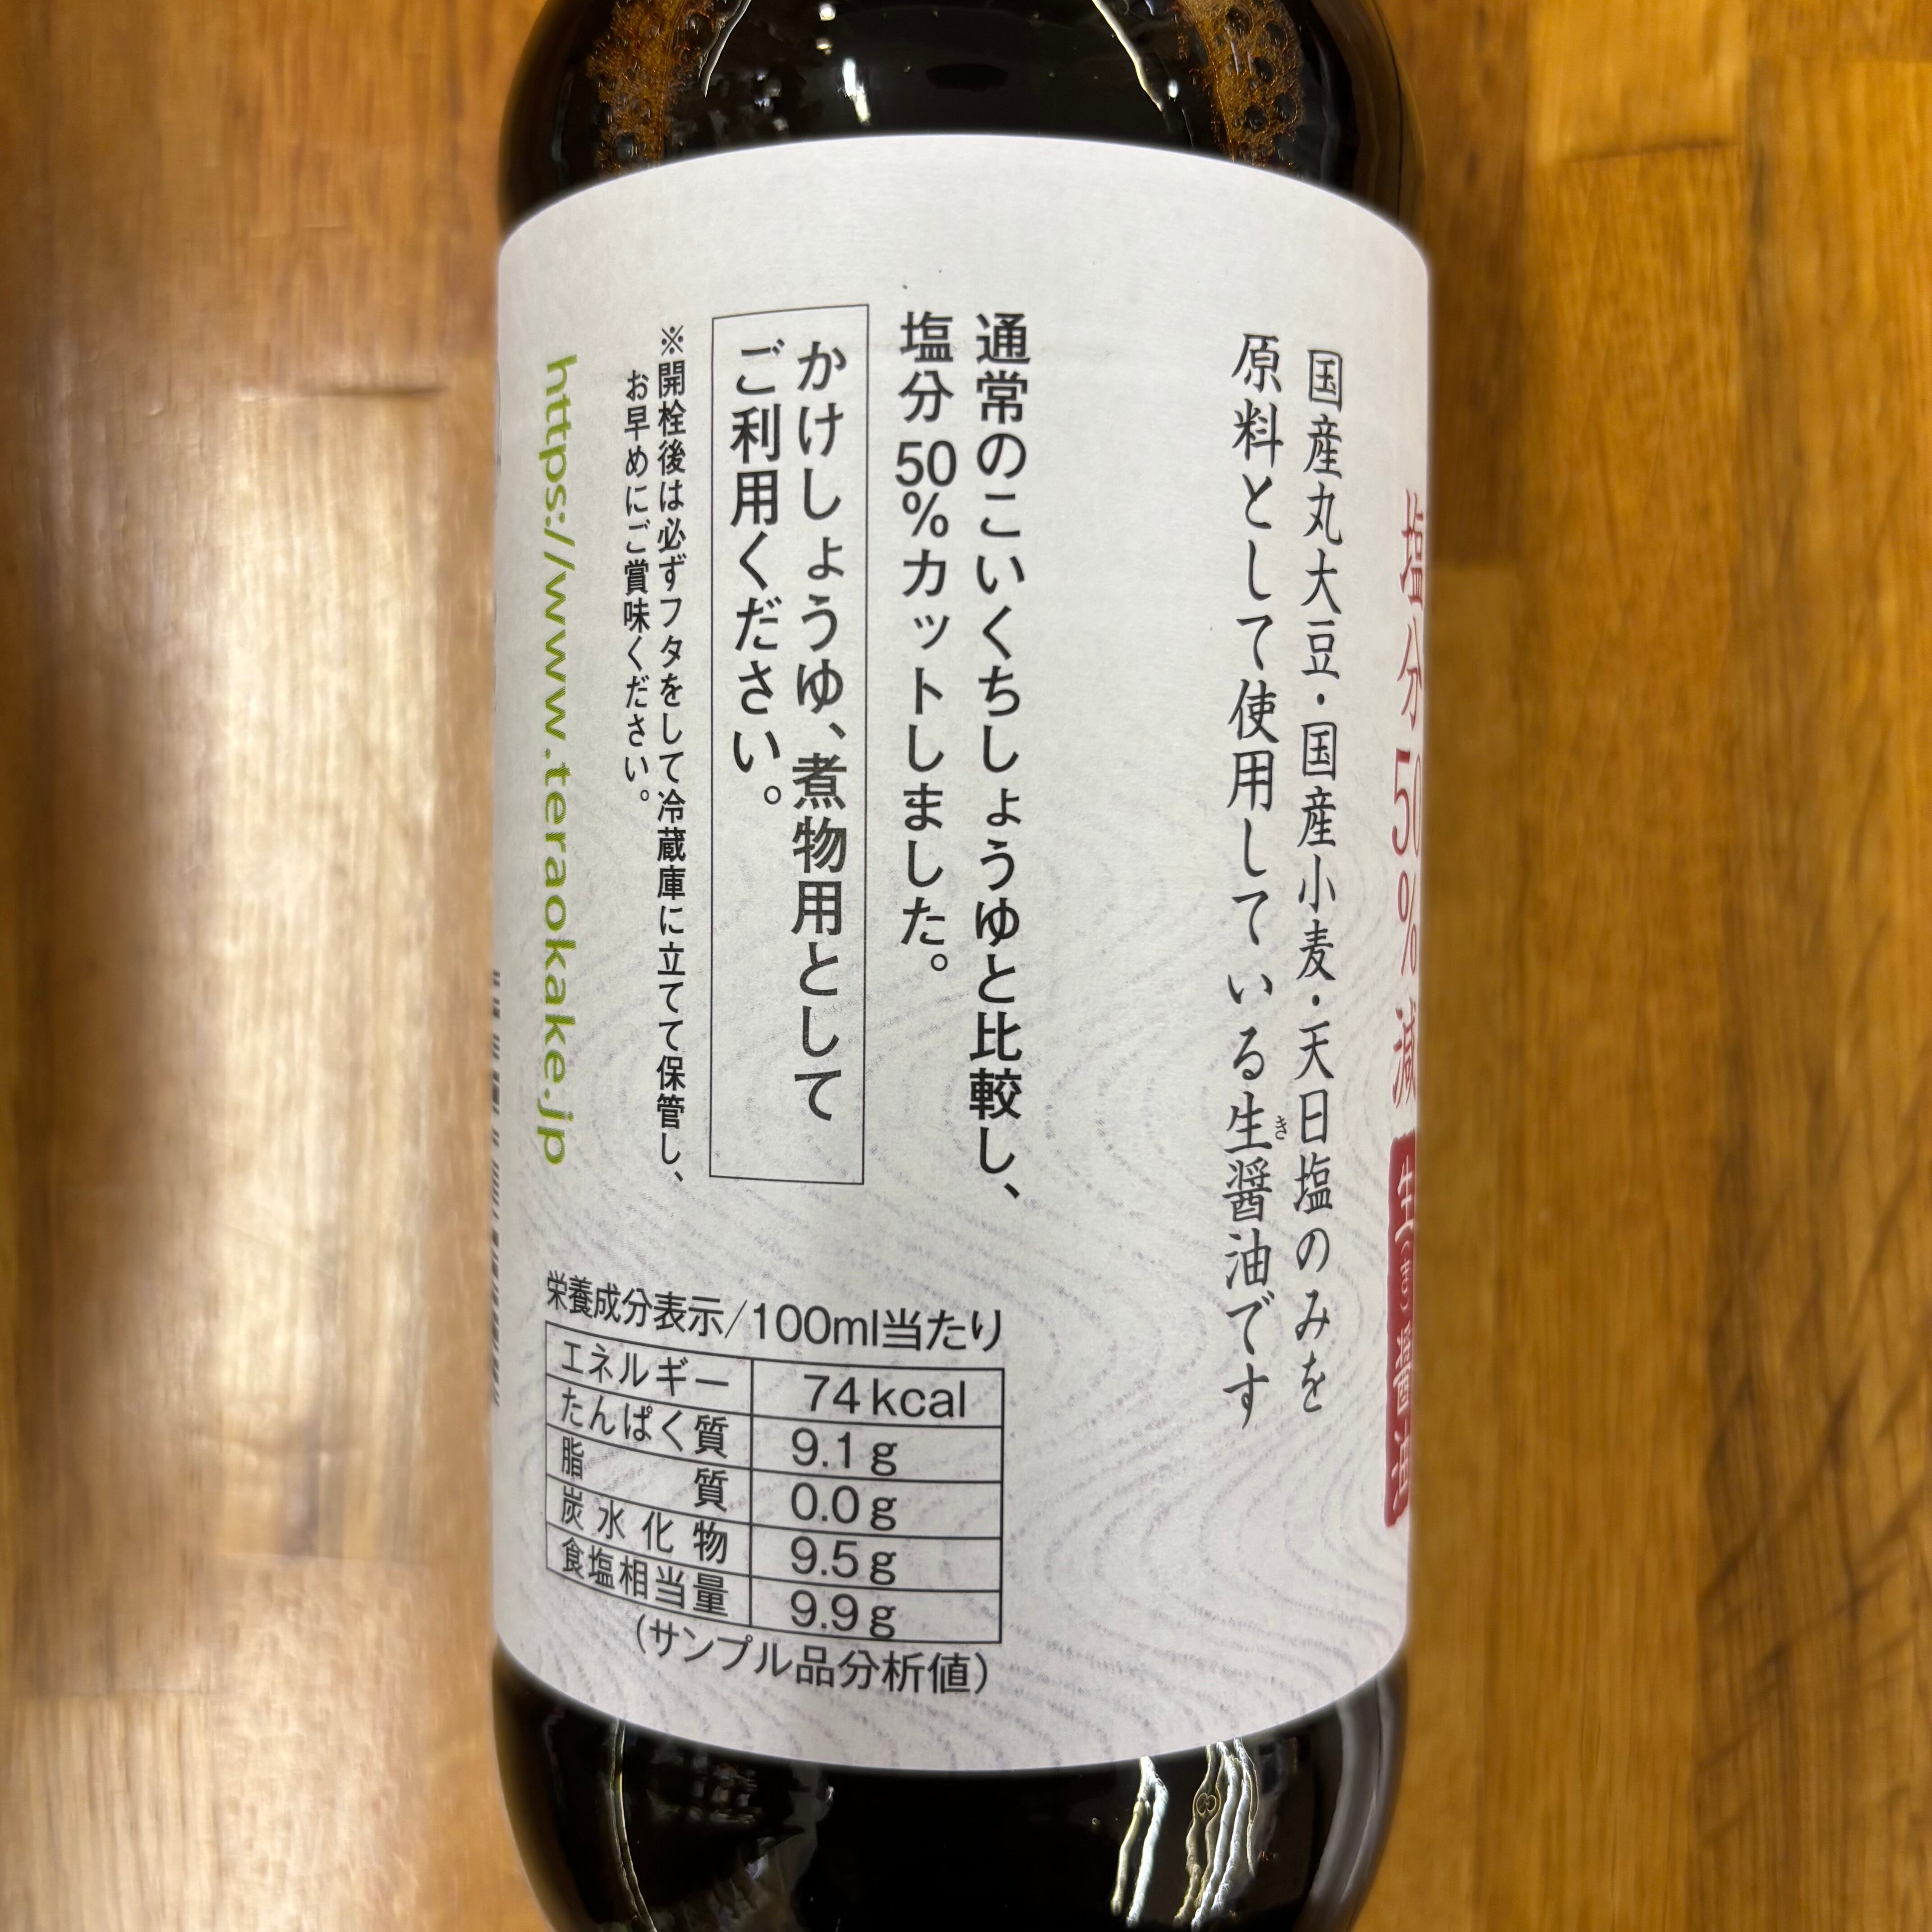 塩分50%減
生(き)醤油
国産丸大豆・国産小麦・天日塩のみを
原料として使用している生醤油です
き
通常のこいくちしょうゆと比較し、
塩分50%カットしました。
かけしょうゆ、煮物用として
ご利用ください。
※開栓後は必ずフタをして冷蔵庫に立てて保管し、
お早めにご賞味ください。
https://www.teraokake.jp
栄養成分表示/100ml当たり
エネルギー 74kcal
たんぱく質 9.1g
脂質 0.0g
炭水化物 9.5g
食塩相当量 9.9g
(サンプル品分析値)